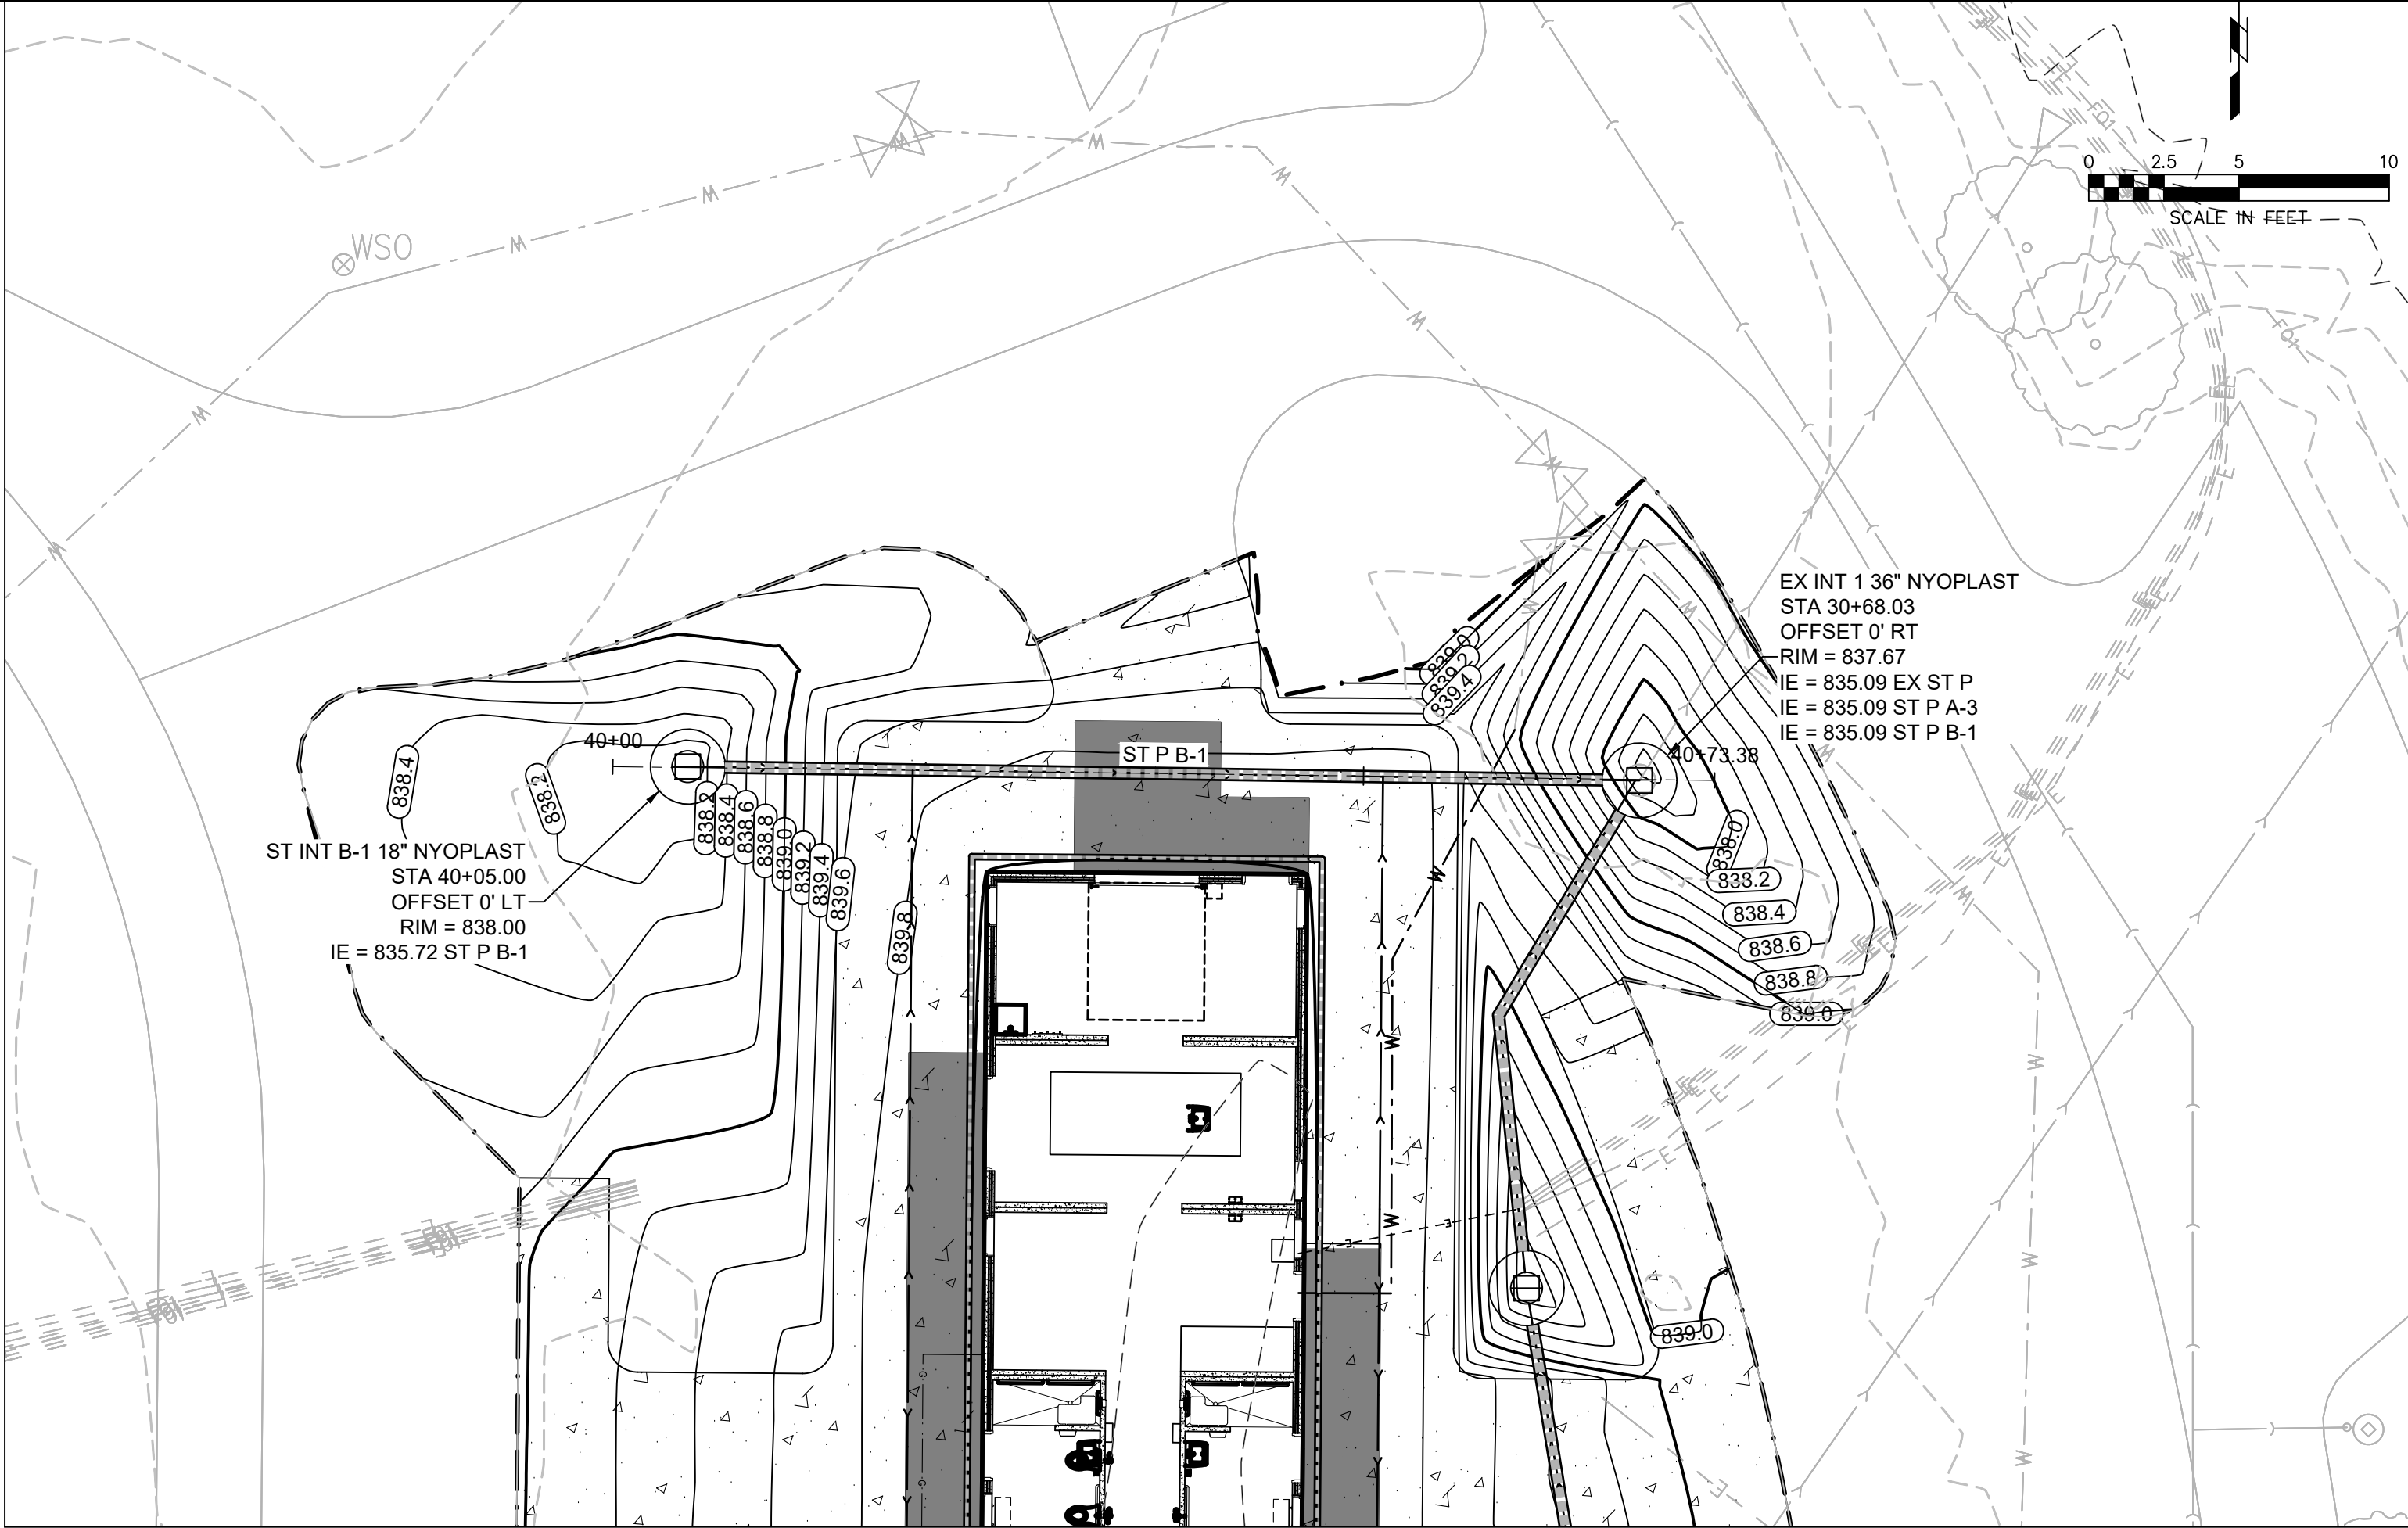 0 2.5 5 10
SCALE IN FEET
WSO
W
W
W
W
W
W
W
W
W
EX INT 1 36" NYOPLAST
STA 30+68.03
OFFSET 0' RT
RIM = 837.67
IE = 835.09 EX ST P
IE = 835.09 ST P A-3
IE = 835.09 ST P B-1
839.0
839.2
839.4
40+00
ST P B-1
40+73.38
838.4
838.2
838.2
838.4
838.6
838.8
839.0
839.2
839.4
839.6
839.8
ST INT B-1 18" NYOPLAST
STA 40+05.00
OFFSET 0' LT
RIM = 838.00
IE = 835.72 ST P B-1
838.0
838.2
838.4
838.6
838.8
839.0
W
W
W
W
W
W
W
E
E
839.0
G
G